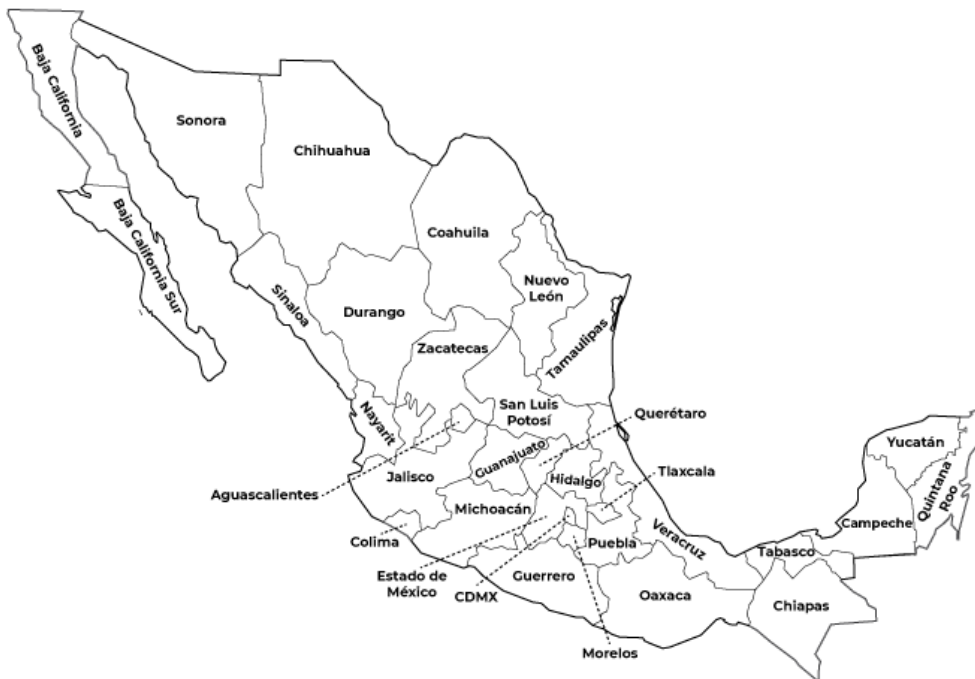 Baja California
Sonora
Chihuahua
Baja California Sur
Coahuila
Sinaloa
Nuevo
León
Durango
Tamaulipas
Zacatecas
San Luis
Potosí
Nayarit
Querétaro
Guanajuato
Yucatán
Jalisco
Hidalgo
Tlaxcala
Quintana
Roo
Aguascalientes
Michoacán
Veracruz
Campeche
Colima
Puebla
Tabasco
Estado de
México
CDMX
Guerrero
Oaxaca
Chiapas
Morelos